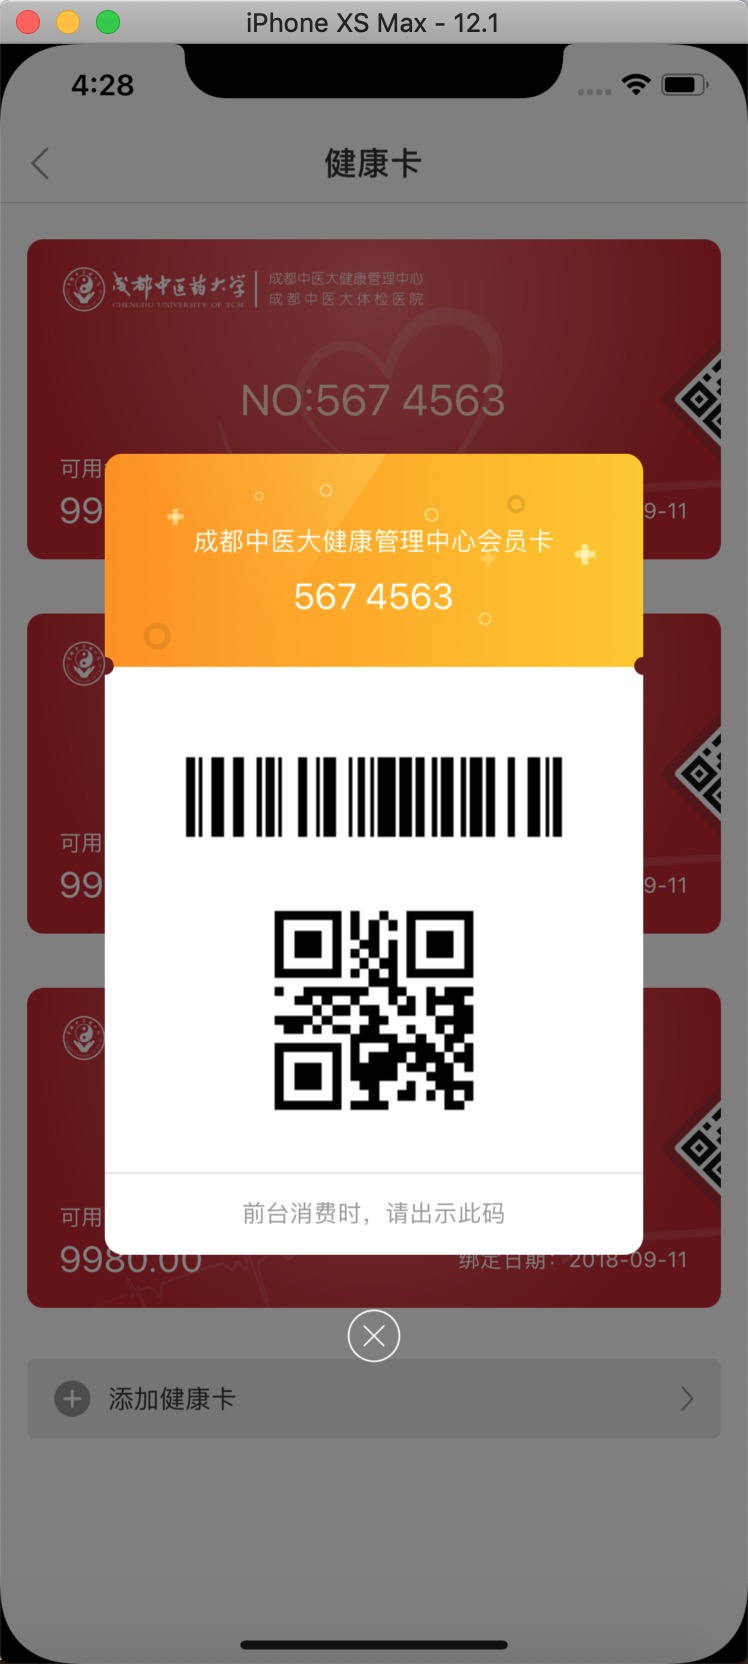 iPhone XS Max - 12.1
4:28
健康卡
成都中医药大学
CHENGDU UNIVERSITY OF TCM
成都中医大健康管理中心
成都中医大体检医院
NO:567 4563
可用
99
9-11
成都中医大健康管理中心会员卡
567 4563
可用
99
9-11
前台消费时，请出示此码
可用
9980.00
绑定日期：2018-09-11
添加健康卡